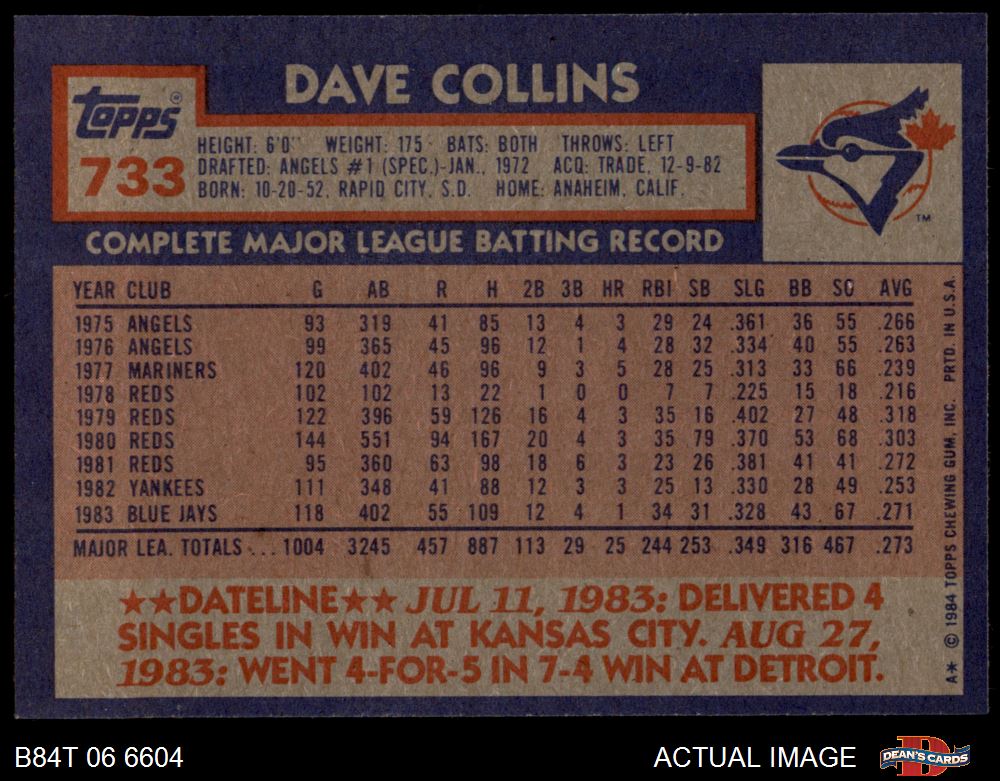 DAVE COLLINS
TOPPS®
733
HEIGHT: 6'0" WEIGHT: 175 BATS: BOTH THROWS: LEFT
DRAFTED: ANGELS #1 (SPEC.)-JAN., 1972 ACQ: TRADE, 12-9-82
BORN: 10-20-52, RAPID CITY, S.D. HOME: ANAHEIM, CALIF.
TM
COMPLETE MAJOR LEAGUE BATTING RECORD
YEAR CLUB G AB R H 2B 3B HR RBI SB SLG BB SO AVG
1975 ANGELS 93 319 41 85 13 4 3 29 24 .361 36 55 .266
1976 ANGELS 99 365 45 96 12 1 4 28 32 .334 40 55 .263
1977 MARINERS 120 402 46 96 9 3 5 28 25 .313 33 66 .239
1978 REDS 102 102 13 22 1 0 0 7 7 .225 15 18 .216
1979 REDS 122 396 59 126 16 4 3 35 16 .402 27 48 .318
1980 REDS 144 551 94 167 20 4 3 35 79 .370 53 68 .303
1981 REDS 95 360 63 98 18 6 3 23 26 .381 41 41 .272
1982 YANKEES 111 348 41 88 12 3 3 25 13 .330 28 49 .253
1983 BLUE JAYS 118 402 55 109 12 4 1 34 31 .328 43 67 .271
MAJOR LEA. TOTALS ... 1004 3245 457 887 113 29 25 244 253 .349 316 467 .273
★★DATELINE★★ JUL 11, 1983: DELIVERED 4
SINGLES IN WIN AT KANSAS CITY. AUG 27,
1983: WENT 4-FOR-5 IN 7-4 WIN AT DETROIT.
A* © 1984 TOPPS CHEWING GUM, INC. PRTD. IN U.S.A.
B84T 06 6604
ACTUAL IMAGE
DEAN'S CARDS